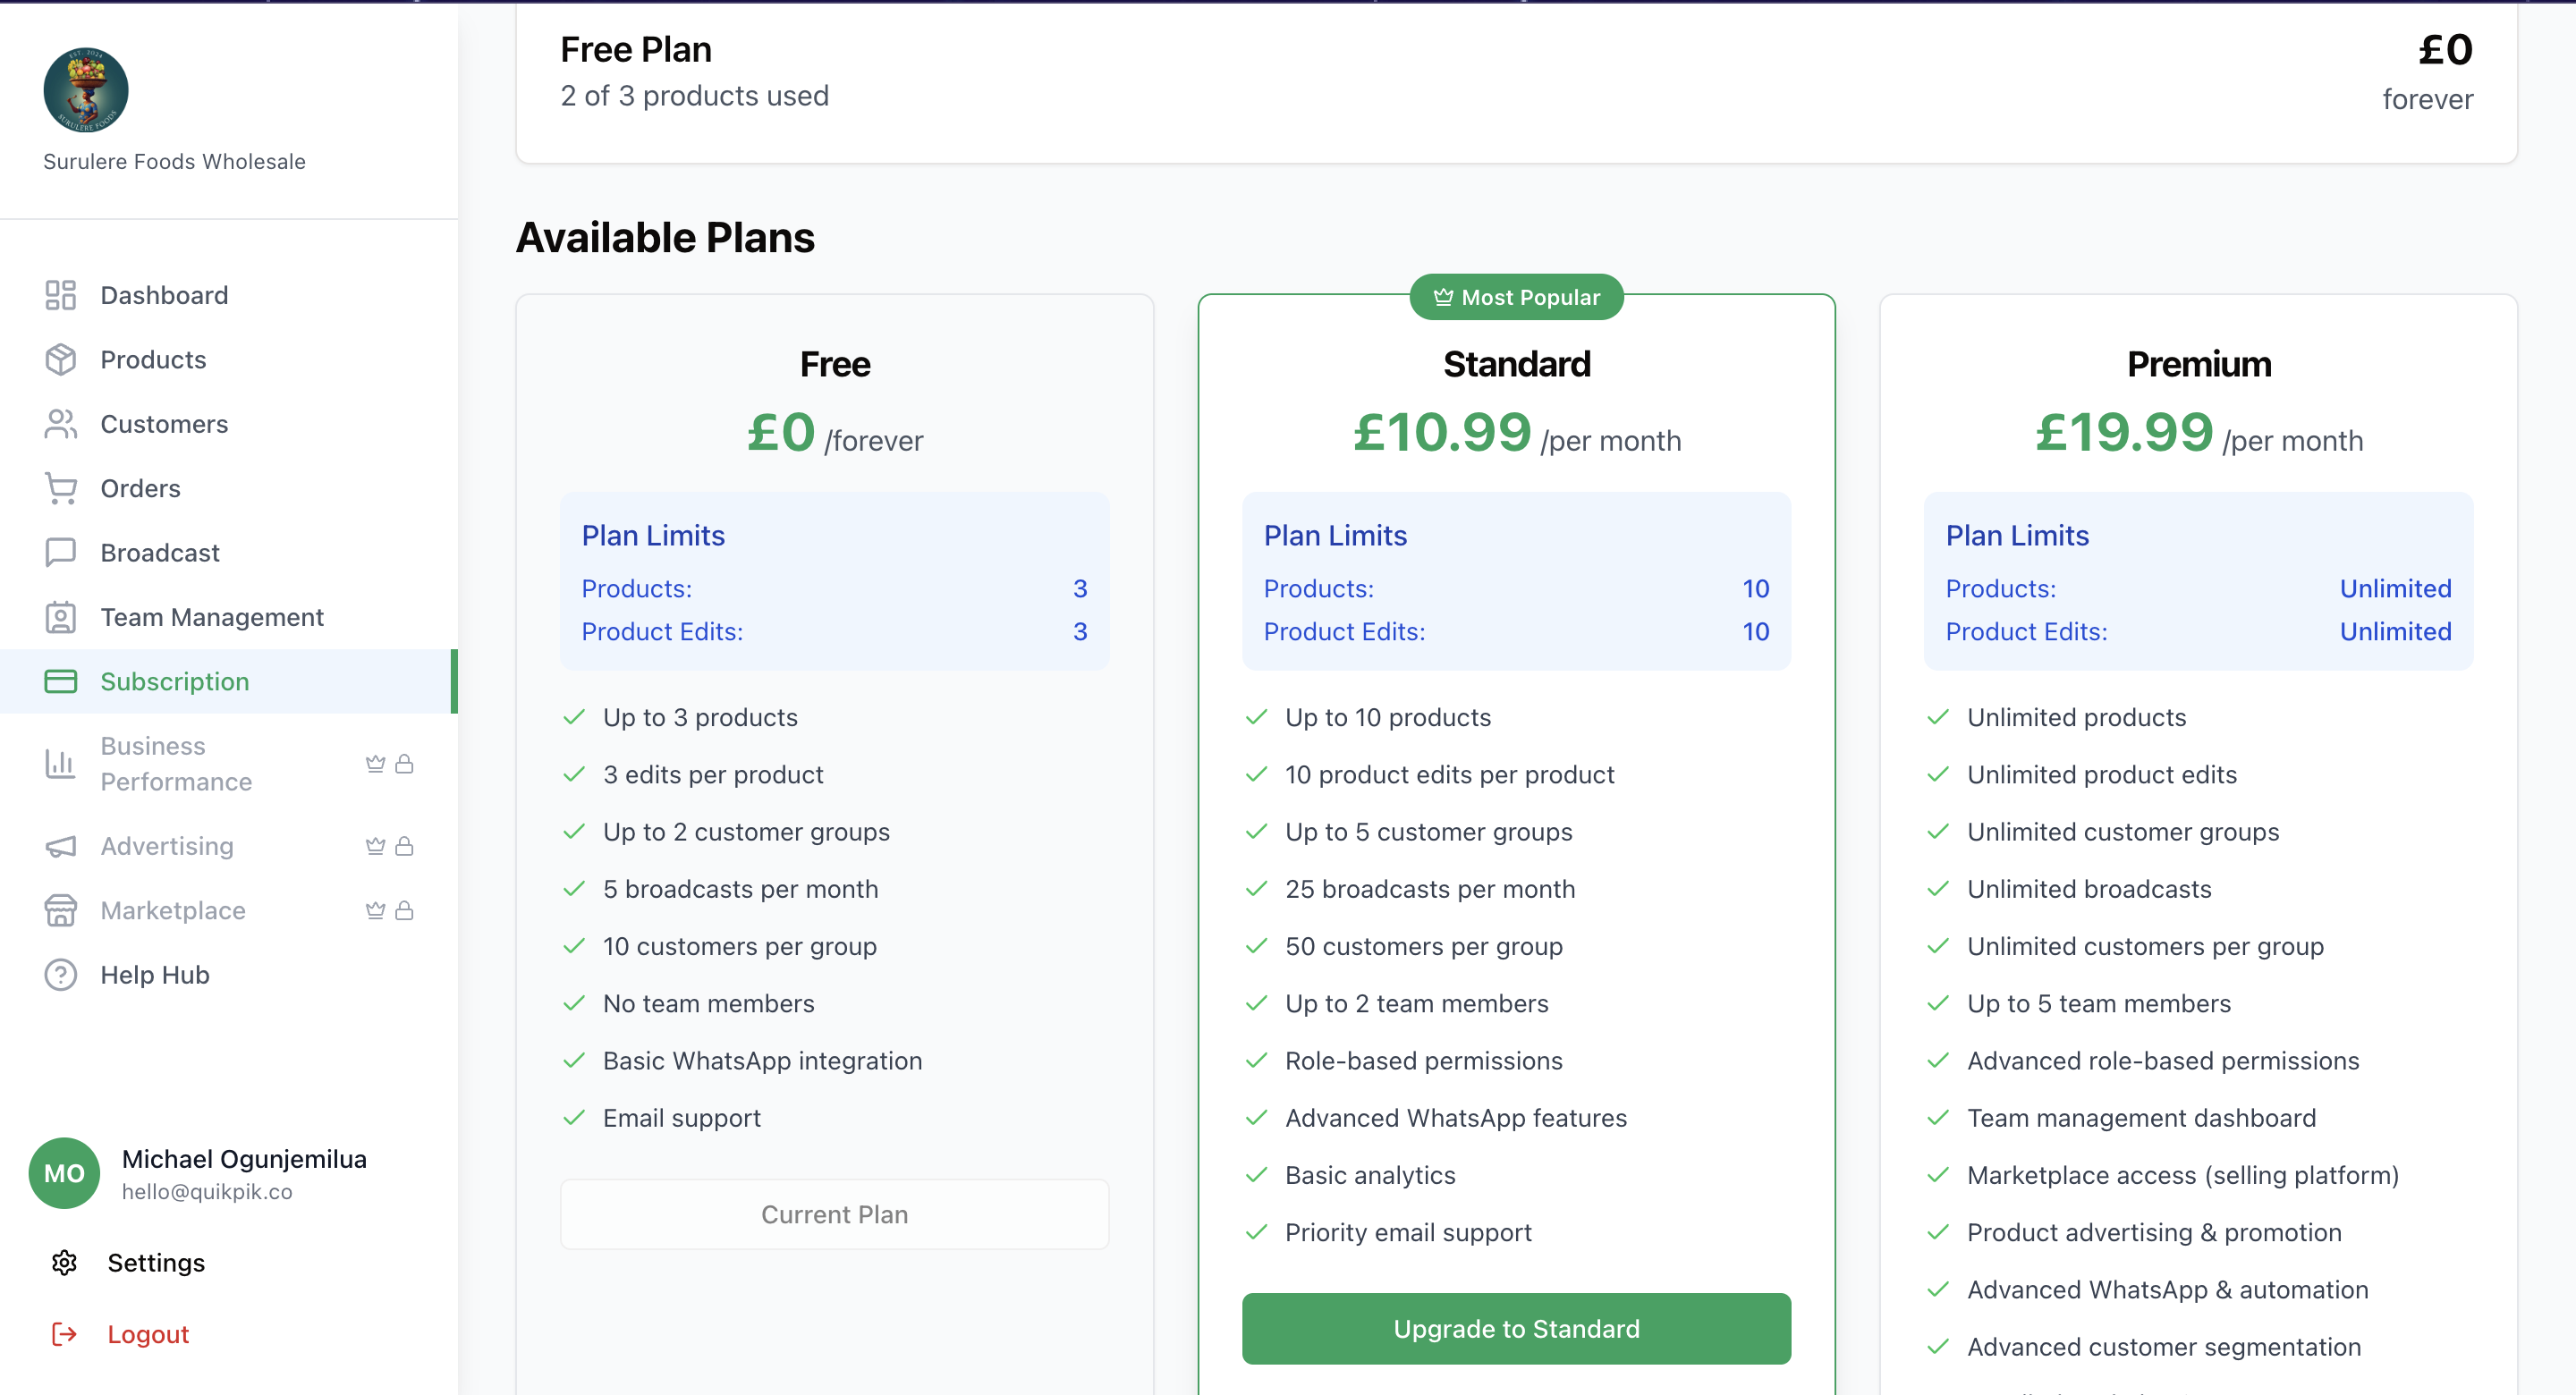 EST. 2024
SURULERE FOODS
Surulere Foods Wholesale
Dashboard
Products
Customers
Orders
Broadcast
Team Management
Subscription
Business
Performance
Advertising
Marketplace
Help Hub
MO
Michael Ogunjemilua
hello@quikpik.co
Settings
Logout
Free Plan
£0
2 of 3 products used
forever
Available Plans
Free
£0 /forever
Plan Limits
Products: 3
Product Edits: 3
Up to 3 products
3 edits per product
Up to 2 customer groups
5 broadcasts per month
10 customers per group
No team members
Basic WhatsApp integration
Email support
Current Plan
Most Popular
Standard
£10.99 /per month
Plan Limits
Products: 10
Product Edits: 10
Up to 10 products
10 product edits per product
Up to 5 customer groups
25 broadcasts per month
50 customers per group
Up to 2 team members
Role-based permissions
Advanced WhatsApp features
Basic analytics
Priority email support
Upgrade to Standard
Premium
£19.99 /per month
Plan Limits
Products: Unlimited
Product Edits: Unlimited
Unlimited products
Unlimited product edits
Unlimited customer groups
Unlimited broadcasts
Unlimited customers per group
Up to 5 team members
Advanced role-based permissions
Team management dashboard
Marketplace access (selling platform)
Product advertising & promotion
Advanced WhatsApp & automation
Advanced customer segmentation